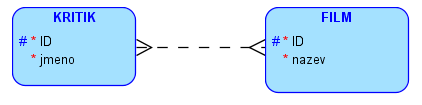 KRITIK
# * ID
* jmeno
FILM
# * ID
* nazev